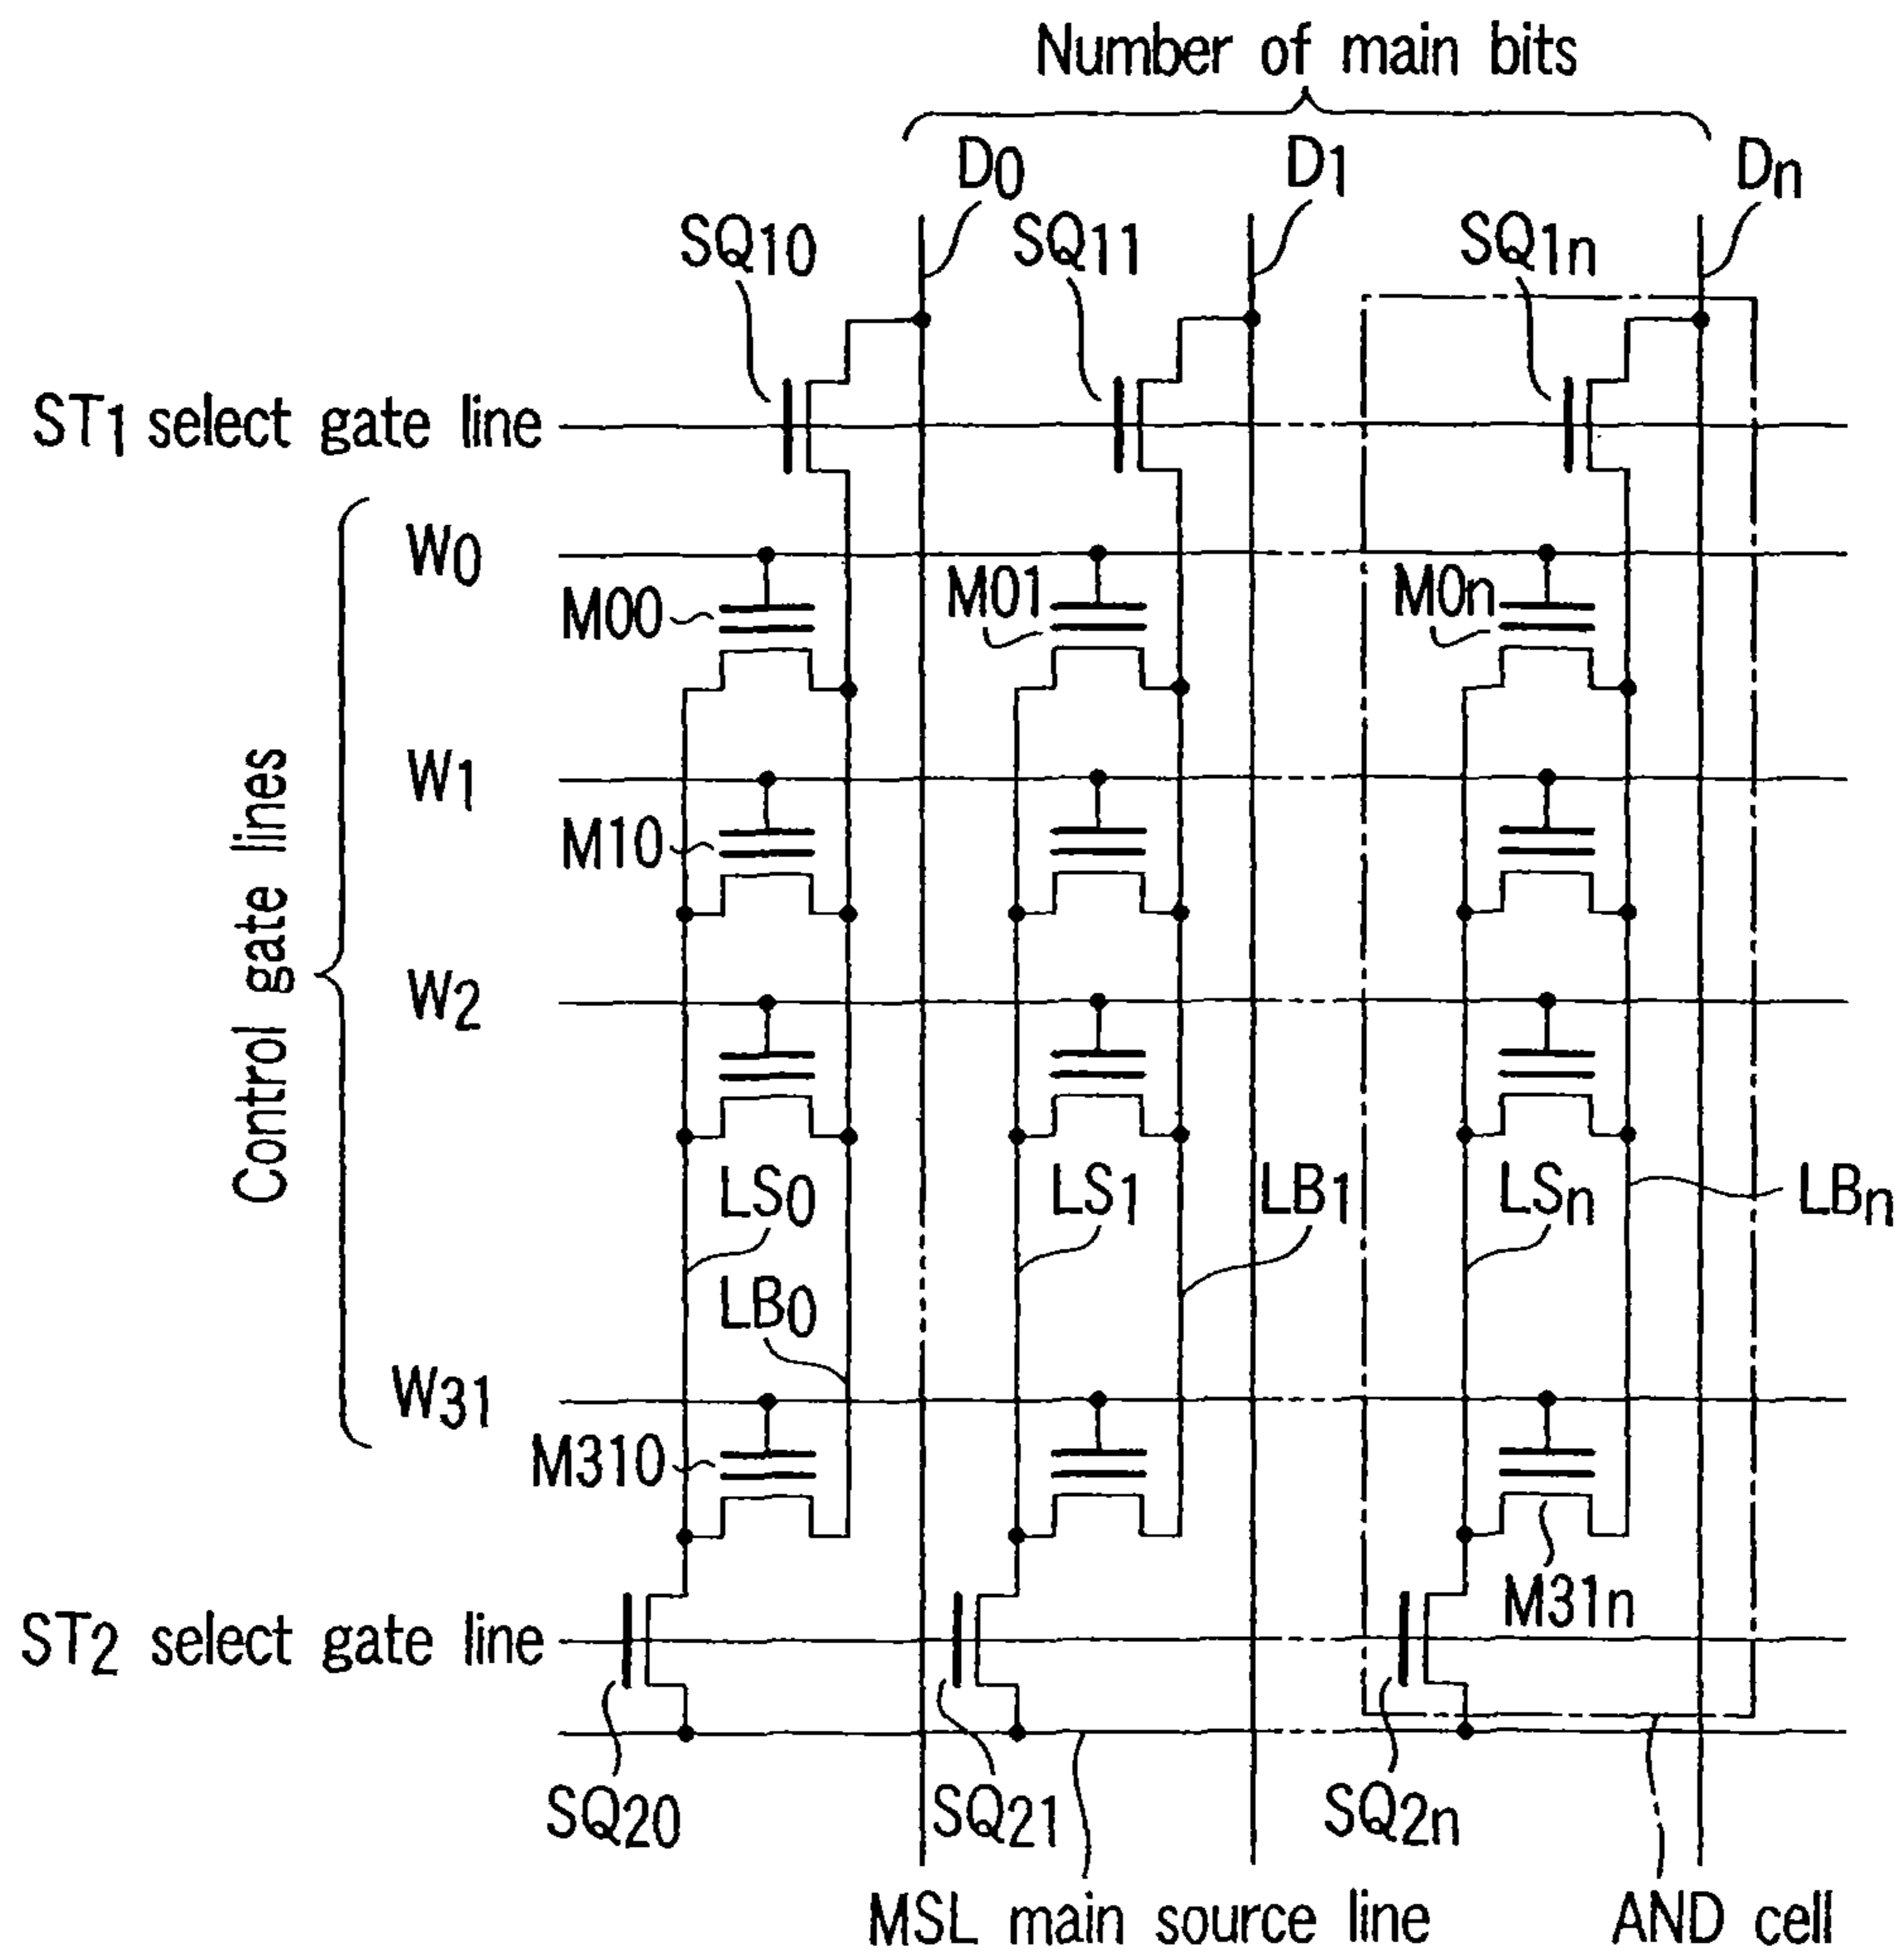 Number of main bits
D0
D1
Dn
SQ10
SQ11
SQ1n
ST1 select gate line
W0
M00
M01
M0n
W1
M10
Control gate lines
W2
LS0
LS1
LB1
LSn
LBn
LB0
W31
M310
M31n
ST2 select gate line
SQ20
SQ21
SQ2n
MSL main source line
AND cell